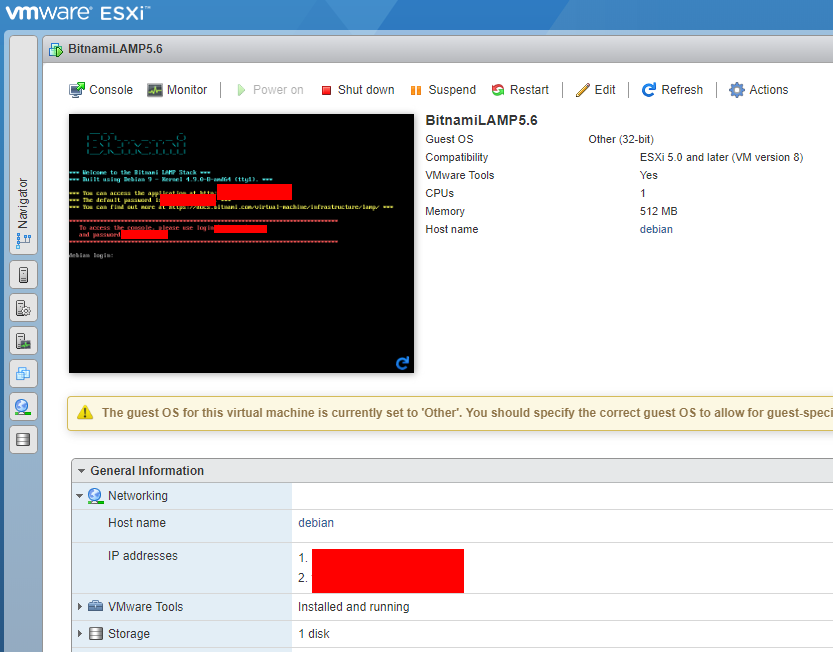 vmware ESXi™
BitnamiLAMP5.6
Console Monitor Power on Shut down Suspend Restart Edit Refresh Actions
Navigator
Bitnami
*** Welcome to the Bitnami LAMP Stack ***
*** Built using Debian 9 - Kernel 4.9.0-8-amd64 (tty1). ***
*** You can access the application at http:
*** The default password is ***
*** You can find out more at https://docs.bitnami.com/virtual-machine/infrastructure/lamp/ ***
To access the console, please use login
and password
debian login:
BitnamiLAMP5.6
Guest OS Other (32-bit)
Compatibility ESXi 5.0 and later (VM version 8)
VMware Tools Yes
CPUs 1
Memory 512 MB
Host name debian
The guest OS for this virtual machine is currently set to 'Other'. You should specify the correct guest OS to allow for guest-speci
General Information
Networking
Host name debian
IP addresses 1.
2.
VMware Tools Installed and running
Storage 1 disk